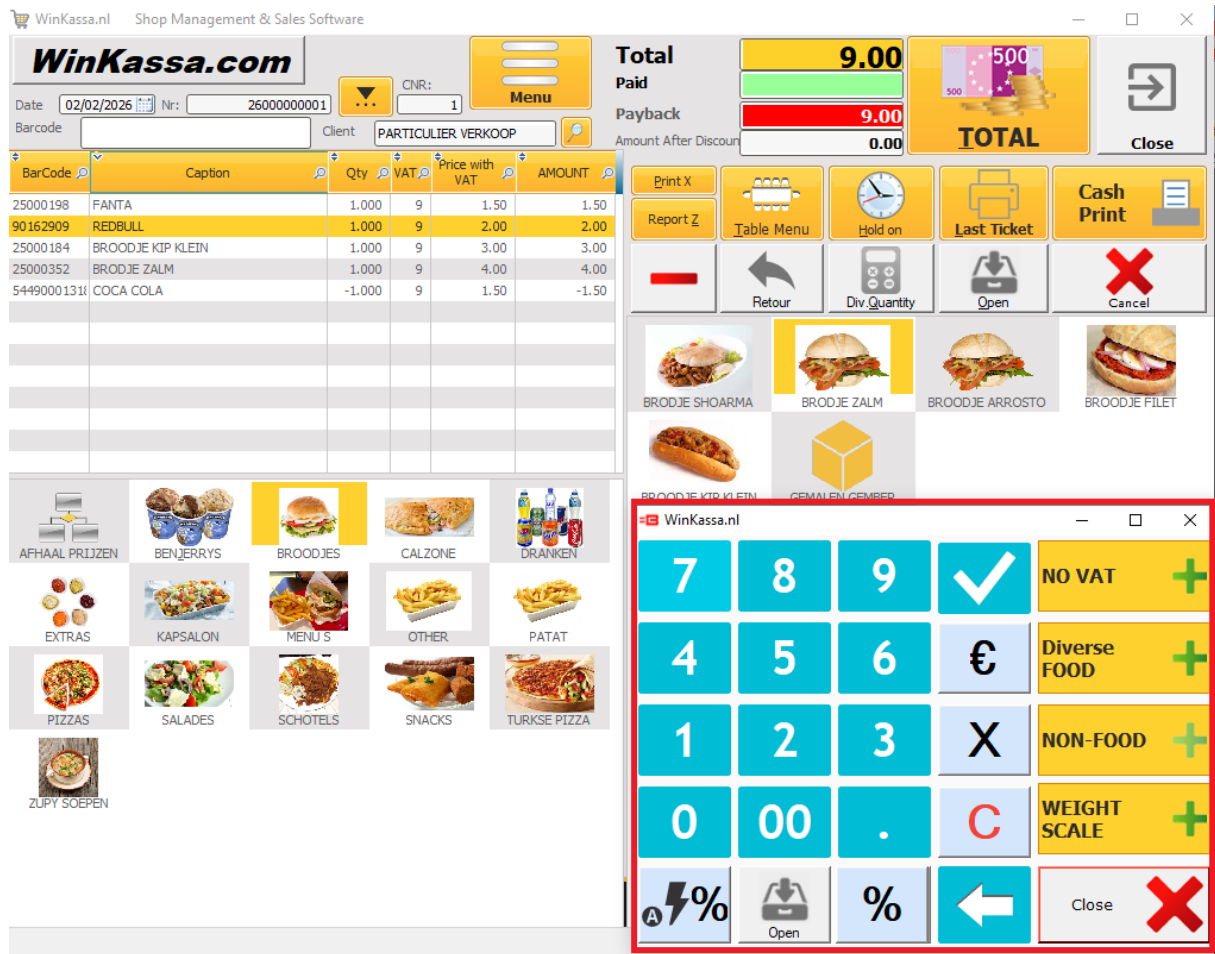 WinKassa.nl Shop Management & Sales Software
WinKassa.com
Date 02/02/2026 Nr: 26000000001
CNR:
1
Menu
Barcode
Client PARTICULIER VERKOOP
Total 9.00
Paid
Payback 9.00
Amount After Discoun 0.00
500
500
TOTAL
Close
BarCode Caption Qty VAT Price with VAT AMOUNT
25000198 FANTA 1.000 9 1.50 1.50
90162909 REDBULL 1.000 9 2.00 2.00
25000184 BROODJE KIP KLEIN 1.000 9 3.00 3.00
25000352 BRODJE ZALM 1.000 9 4.00 4.00
5449000131 COCA COLA -1.000 9 1.50 -1.50
Print X
Report Z
Table Menu
Hold on
Last Ticket
Cash Print
Retour
Div.Quantity
Open
Cancel
BRODJE SHOARMA BRODJE ZALM BROODJE ARROSTO BROODJE FILET
BROODJE KIP KLEIN GEMALEN GEMBER
AFHAAL PRIJZEN BENJERRYS BROODJES CALZONE DRANKEN
EXTRAS KAPSALON MENU S OTHER PATAT
PIZZAS SALADES SCHOTELS SNACKS TURKSE PIZZA
ZUPY SOEPEN
WinKassa.nl
7 8 9 NO VAT
4 5 6 € Diverse FOOD
1 2 3 X NON-FOOD
0 00 . C WEIGHT SCALE
A % Open % Close